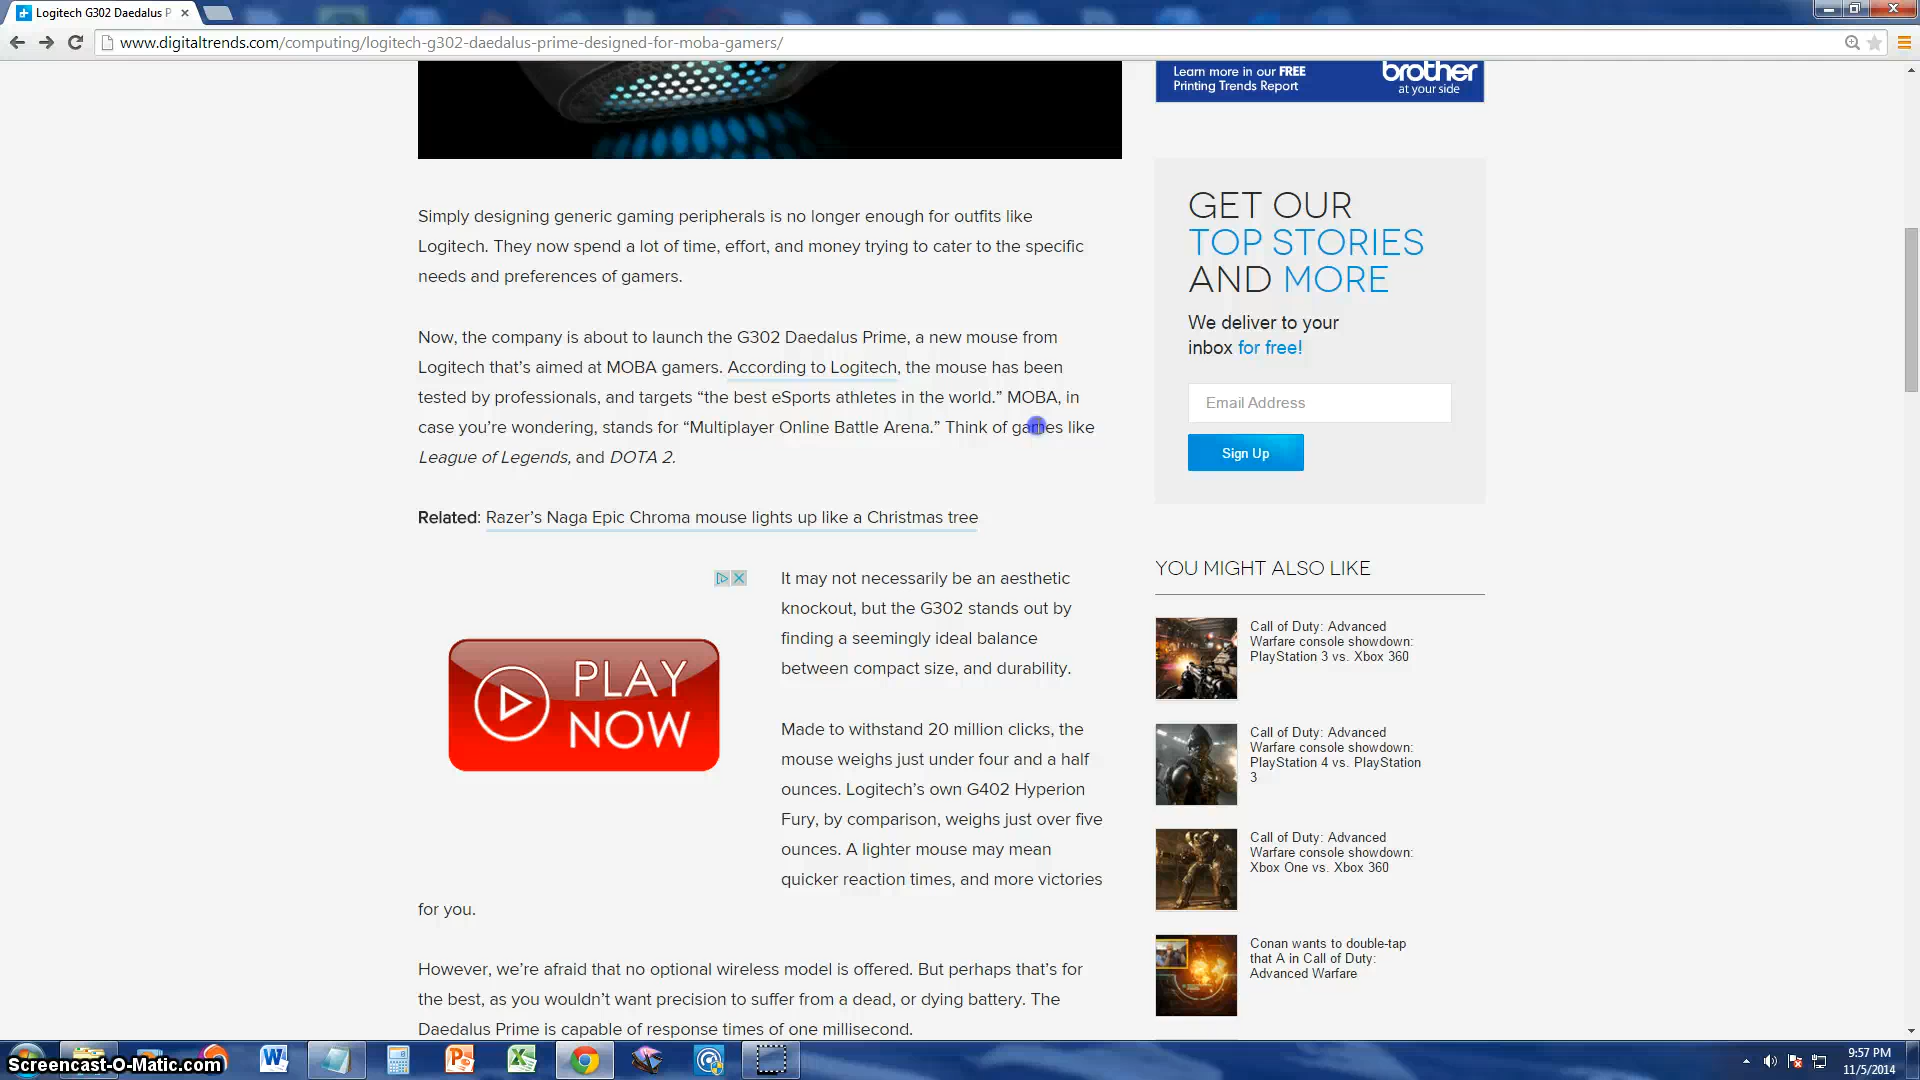 Logitech G302 Daedalus P
www.digitaltrends.com/computing/logitech-g302-daedalus-prime-designed-for-moba-gamers/
Learn more in our FREE
Printing Trends Report
brother
at your side
Simply designing generic gaming peripherals is no longer enough for outfits like
Logitech. They now spend a lot of time, effort, and money trying to cater to the specific
needs and preferences of gamers.
Now, the company is about to launch the G302 Daedalus Prime, a new mouse from
Logitech that’s aimed at MOBA gamers. According to Logitech, the mouse has been
tested by professionals, and targets “the best eSports athletes in the world.” MOBA, in
case you’re wondering, stands for “Multiplayer Online Battle Arena.” Think of games like
League of Legends, and DOTA 2.
Related: Razer’s Naga Epic Chroma mouse lights up like a Christmas tree
PLAY
NOW
It may not necessarily be an aesthetic
knockout, but the G302 stands out by
finding a seemingly ideal balance
between compact size, and durability.
Made to withstand 20 million clicks, the
mouse weighs just under four and a half
ounces. Logitech’s own G402 Hyperion
Fury, by comparison, weighs just over five
ounces. A lighter mouse may mean
quicker reaction times, and more victories
for you.
However, we’re afraid that no optional wireless model is offered. But perhaps that’s for
the best, as you wouldn’t want precision to suffer from a dead, or dying battery. The
Daedalus Prime is capable of response times of one millisecond.
GET OUR
TOP STORIES
AND MORE
We deliver to your
inbox for free!
Email Address
Sign Up
YOU MIGHT ALSO LIKE
Call of Duty: Advanced
Warfare console showdown:
PlayStation 3 vs. Xbox 360
Call of Duty: Advanced
Warfare console showdown:
PlayStation 4 vs. PlayStation
3
Call of Duty: Advanced
Warfare console showdown:
Xbox One vs. Xbox 360
Conan wants to double-tap
that A in Call of Duty:
Advanced Warfare
Screencast-O-Matic.com
9:57 PM
11/5/2014